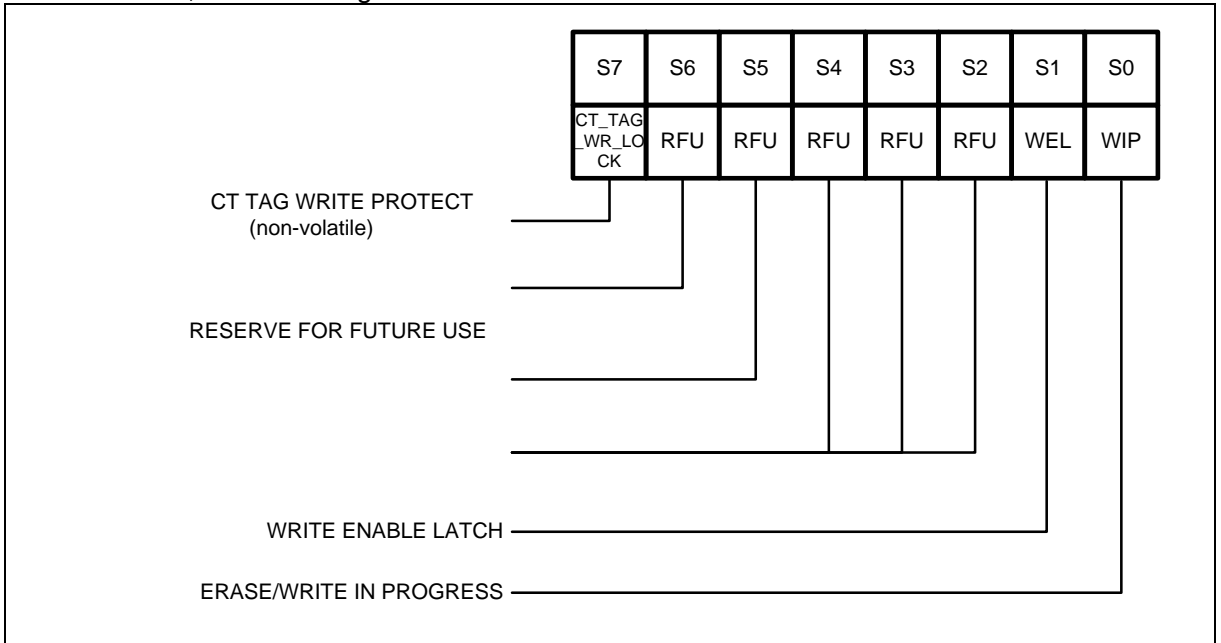 S7 S6 S5 S4 S3 S2 S1 S0
CT_TAG
_WR_LO
CK
RFU RFU RFU RFU RFU WEL WIP
CT TAG WRITE PROTECT
(non-volatile)
RESERVE FOR FUTURE USE
WRITE ENABLE LATCH
ERASE/WRITE IN PROGRESS